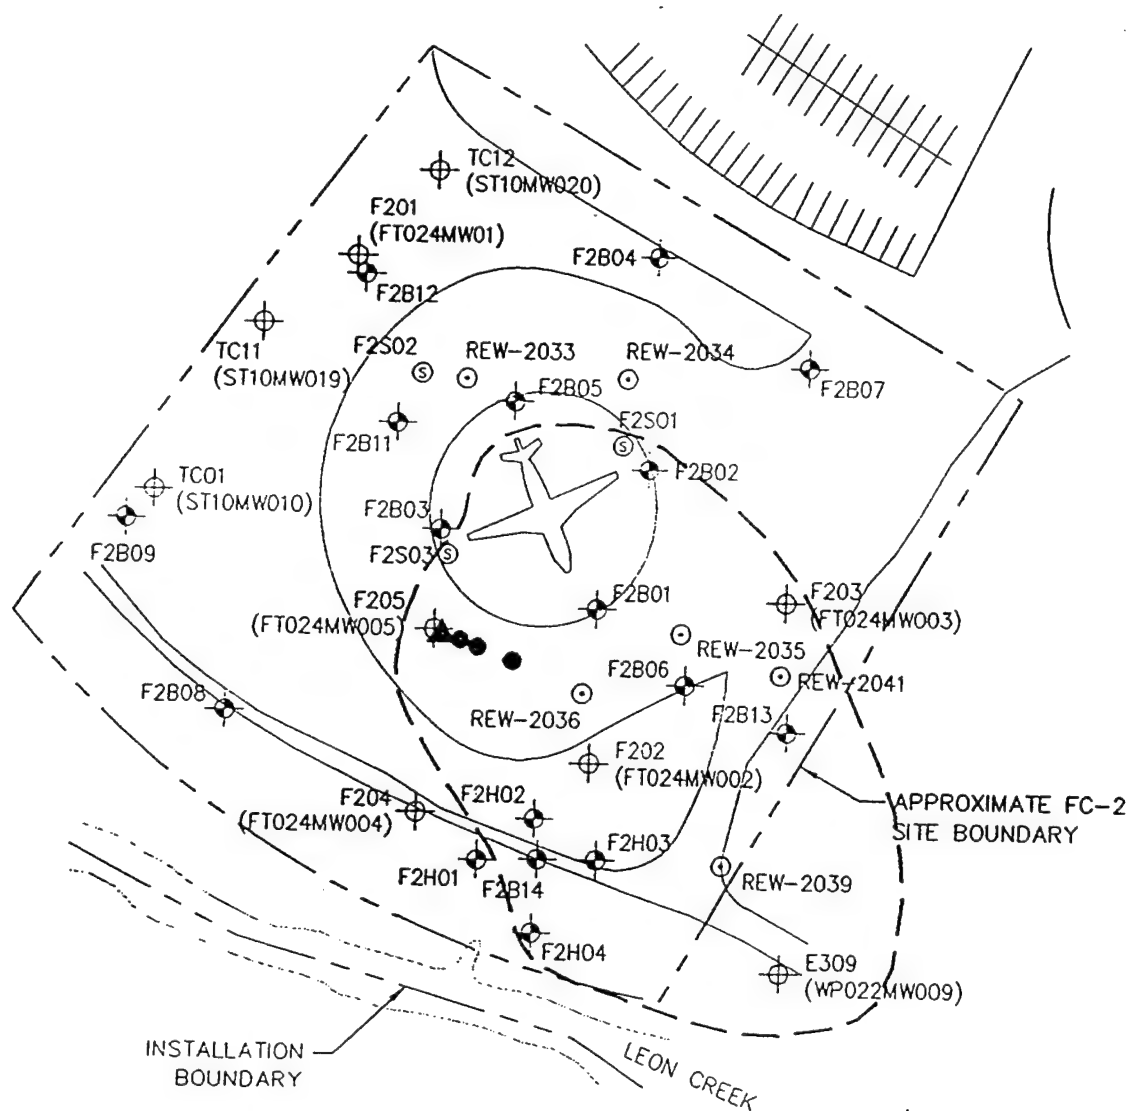 TC12
(ST10MW020)
F201
(FT024MW01)
F2B04
F2B12
TC11
(ST10MW019)
F2S02
REW-2033
REW-2034
F2B05
F2B07
F2B11
F2S01
F2B02
TC01
(ST10MW010)
F2B03
F2B09
F2S03
S
S
S
F2B01
F203
(FT024MW003)
F205
(FT024MW005)
REW-2035
F2B06
REW-2041
F2B08
REW-2036
F2B13
F202
(FT024MW002)
F204
(FT024MW004)
F2H02
APPROXIMATE FC-2
SITE BOUNDARY
F2H03
F2H01
F2B14
REW-2039
F2H04
E309
(WP022MW009)
INSTALLATION
BOUNDARY
LEON CREEK